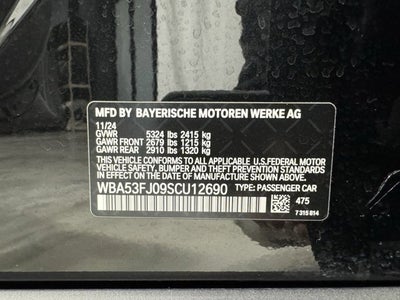 MFD BY BAYERISCHE MOTOREN WERKE AG
11/24
GVWR 5324 lbs 2415 kg
GAWR FRONT 2679 lbs 1215 kg
GAWR REAR 2910 lbs 1320 kg
THIS VEHICLE CONFORMS TO ALL APPLICABLE U.S.FEDERAL MOTOR
VEHICLE SAFETY, BUMPER AND THEFT PREVENTION STANDARDS IN
EFFECT ON THE DATE OF MANUFACTURE SHOWN ABOVE.
WBA53FJ09SCU12690 TYPE: PASSENGER CAR
475
7 315 814